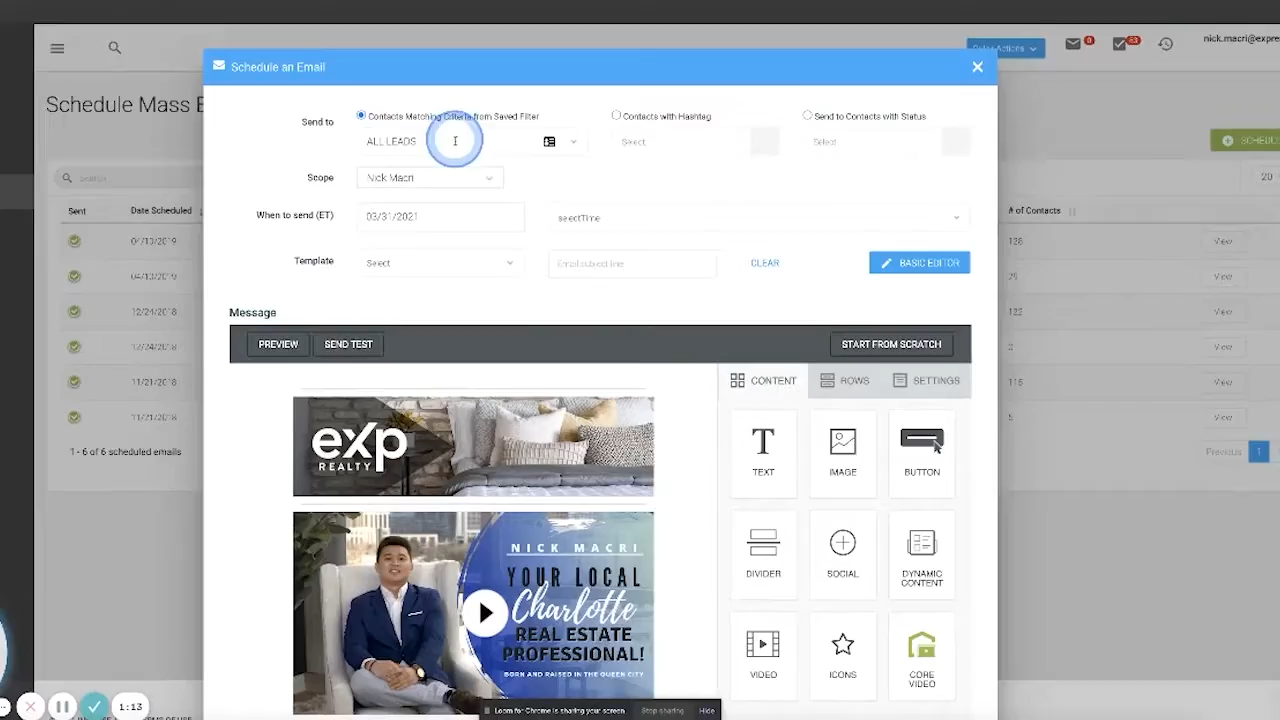 nick.macri@expre
0
63
Schedule an Email
Schedule Mass E
Send to
Contacts Matching Criteria from Saved Filter
Contacts with Hashtag
Send to Contacts with Status
ALL LEADS
Select
Select
SCHEDUL
Scope
Nick Macri
Search
20
Sent
Date Scheduled
When to send (ET)
03/31/2021
selectTime
# of Contacts
04/13/2019
128
View
Template
Select
Email subject line
CLEAR
BASIC EDITOR
04/13/2019
29
View
12/24/2018
Message
122
View
PREVIEW
SEND TEST
START FROM SCRATCH
12/24/2018
View
11/21/2018
CONTENT
ROWS
SETTINGS
View
11/21/2018
5
View
eXp
REALTY
1 - 6 of 6 scheduled emails
Previous
1
TEXT
IMAGE
BUTTON
NICK MACRI
YOUR LOCAL
Charlotte
REAL ESTATE
PROFESSIONAL!
BORN AND RAISED IN THE QUEEN CITY
DIVIDER
SOCIAL
DYNAMIC
CONTENT
VIDEO
ICONS
CORE
VIDEO
1:13
Loom for Chrome is sharing your screen
Stop sharing
Hide